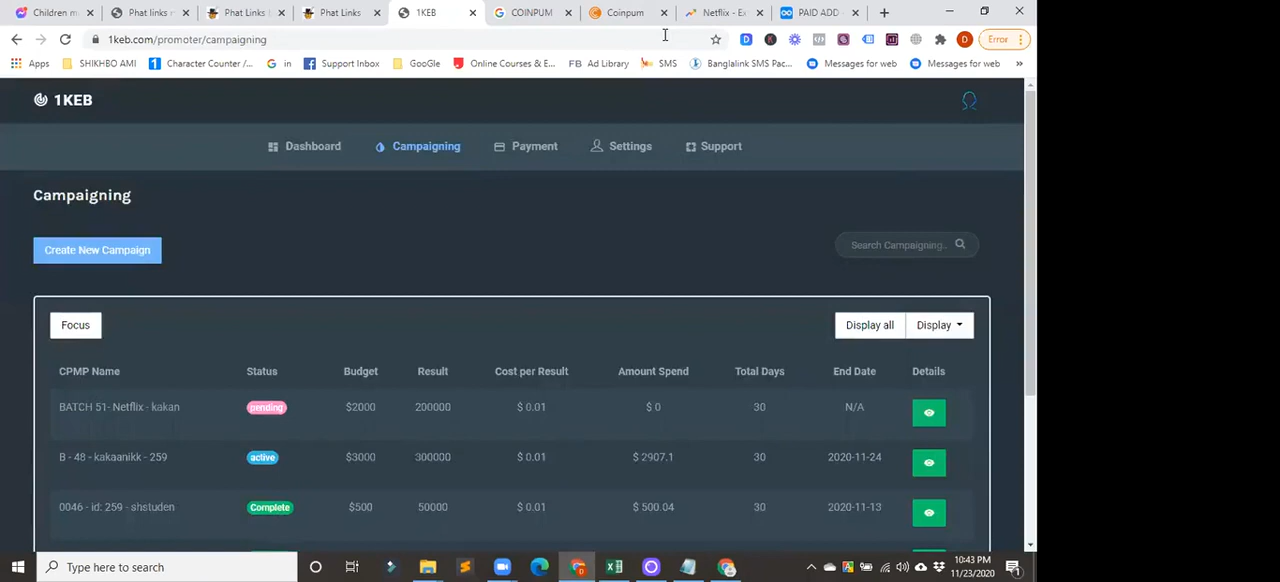 Children m
Phat links r
Phat Links (
Phat Links
1KEB
COINPUM
Coinpum
Netflix - Ex
PAID ADD
1keb.com/promoter/campaigning
Error
Apps
SHIKHBO AMI
Character Counter /...
in
Support Inbox
GooGle
Online Courses & E...
FB Ad Library
SMS
Banglalink SMS Pac...
Messages for web
Messages for web
»
1KEB
Dashboard
Campaigning
Payment
Settings
Support
Campaigning
Create New Campaign
Search Campaigning..
Focus
Display all
Display
CPMP Name Status Budget Result Cost per Result Amount Spend Total Days End Date Details
BATCH 51- Netflix - kakan pending $2000 200000 $ 0.01 $ 0 30 N/A
B - 48 - kakaanikk - 259 active $3000 300000 $ 0.01 $ 2907.1 30 2020-11-24
0046 - id: 259 - shstuden Complete $500 50000 $ 0.01 $ 500.04 30 2020-11-13
Type here to search
10:43 PM
11/23/2020